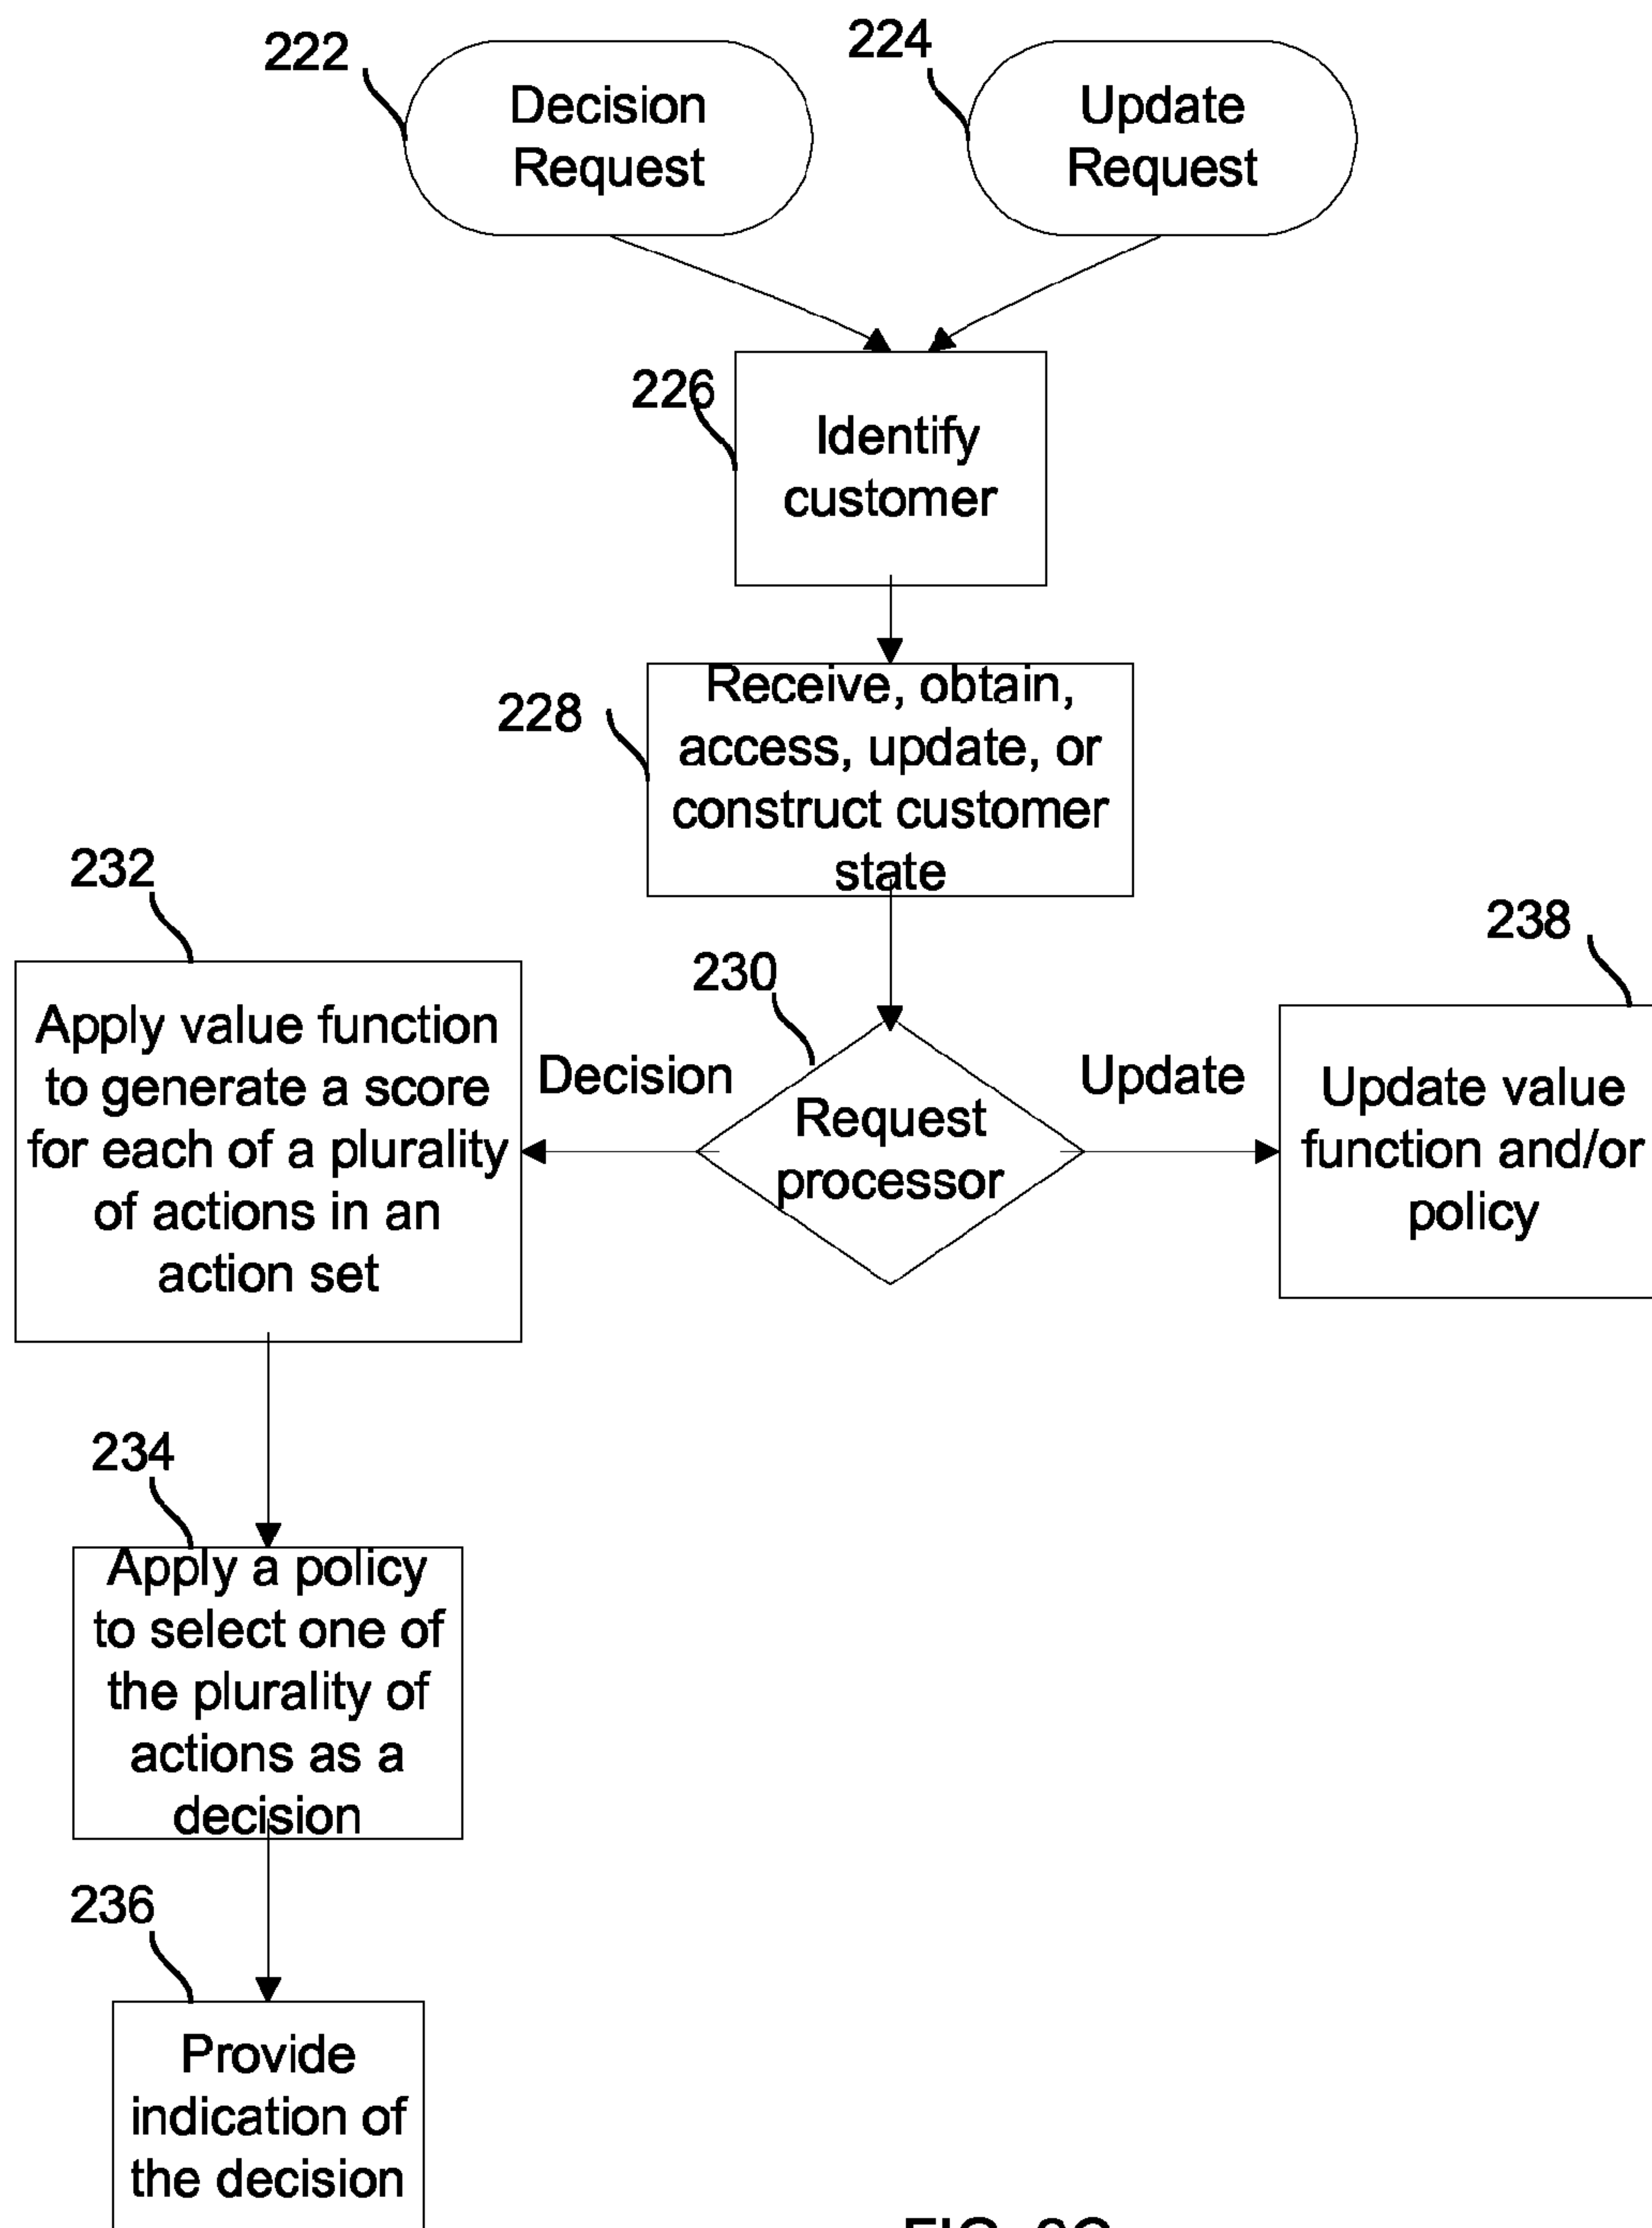 222
Decision
Request
224
Update
Request
226
Identify
customer
228
Receive, obtain,
access, update, or
construct customer
state
230
Request
processor
Decision
Update
232
Apply value function
to generate a score
for each of a plurality
of actions in an
action set
238
Update value
function and/or
policy
234
Apply a policy
to select one of
the plurality of
actions as a
decision
236
Provide
indication of
the decision
FIG.